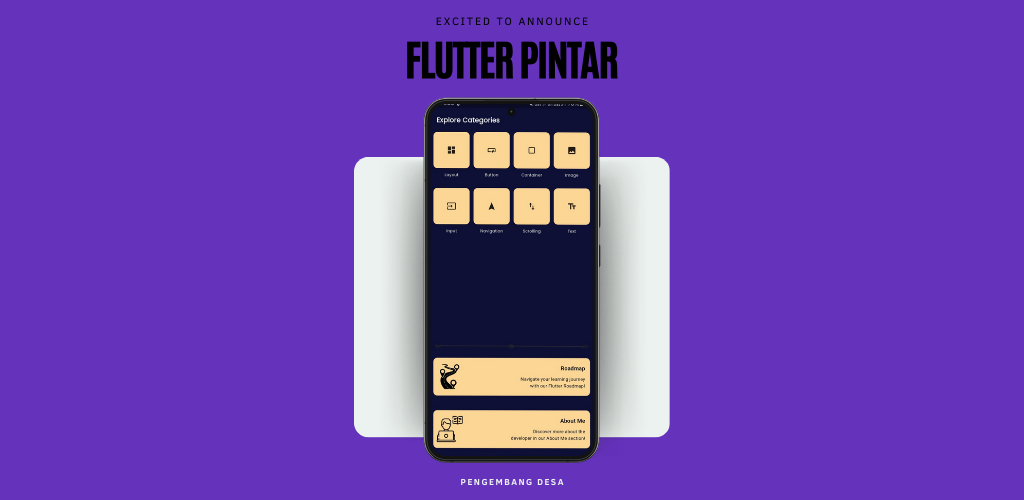 EXCITED TO ANNOUNCE
FLUTTER PINTAR
Explore Categories
Layout Button Container Image
Input Navigation Scrolling Text
Roadmap
Navigate your learning journey
with our Flutter Roadmap!
About Me
Discover more about the
developer in our About Me section!
PENGEMBANG DESA